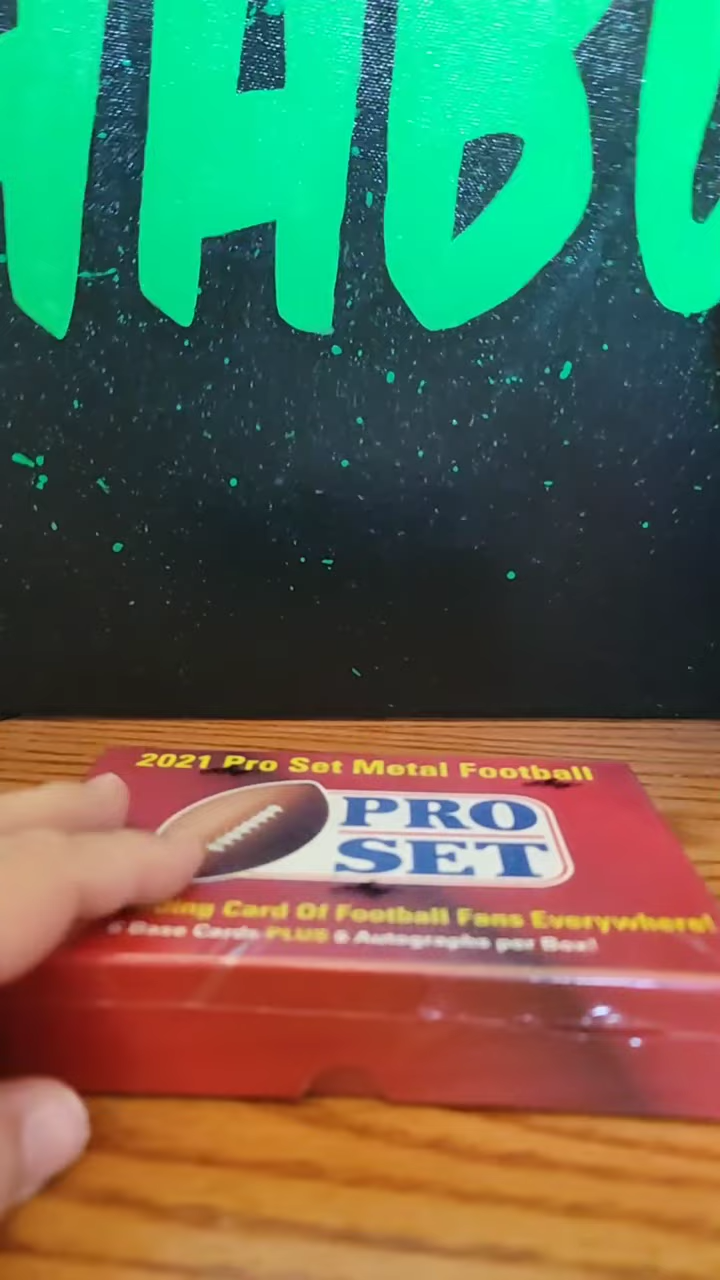 HABO
2021 Pro Set Metal Football
PRO
SET
Card Of Football Fans Everywhere!
Base Cards PLUS 6 Autographs per Box!